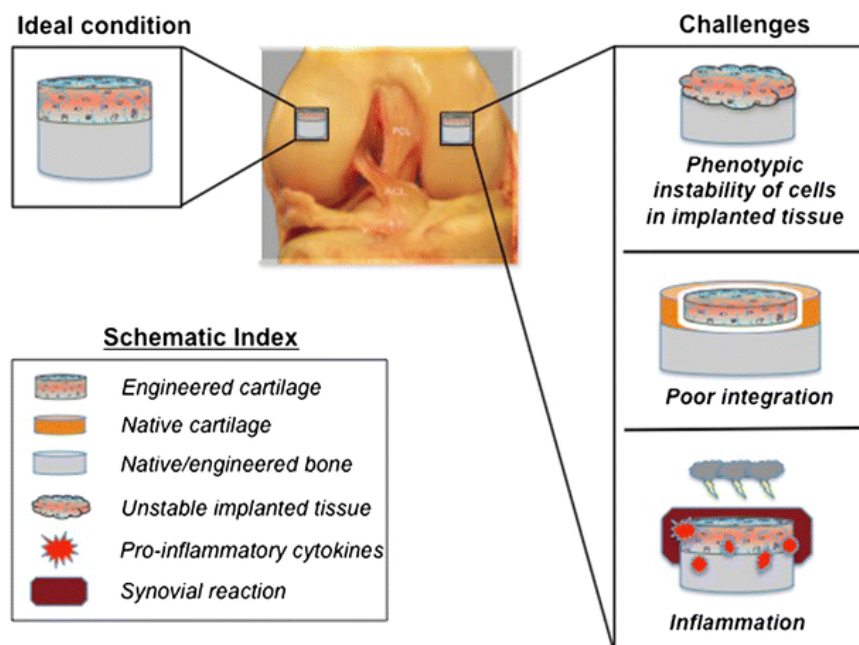 Ideal condition
Challenges
PCL
ACL
Phenotypic
instability of cells
in implanted tissue
Poor integration
Inflammation
Schematic Index
Engineered cartilage
Native cartilage
Native/engineered bone
Unstable implanted tissue
Pro-inflammatory cytokines
Synovial reaction